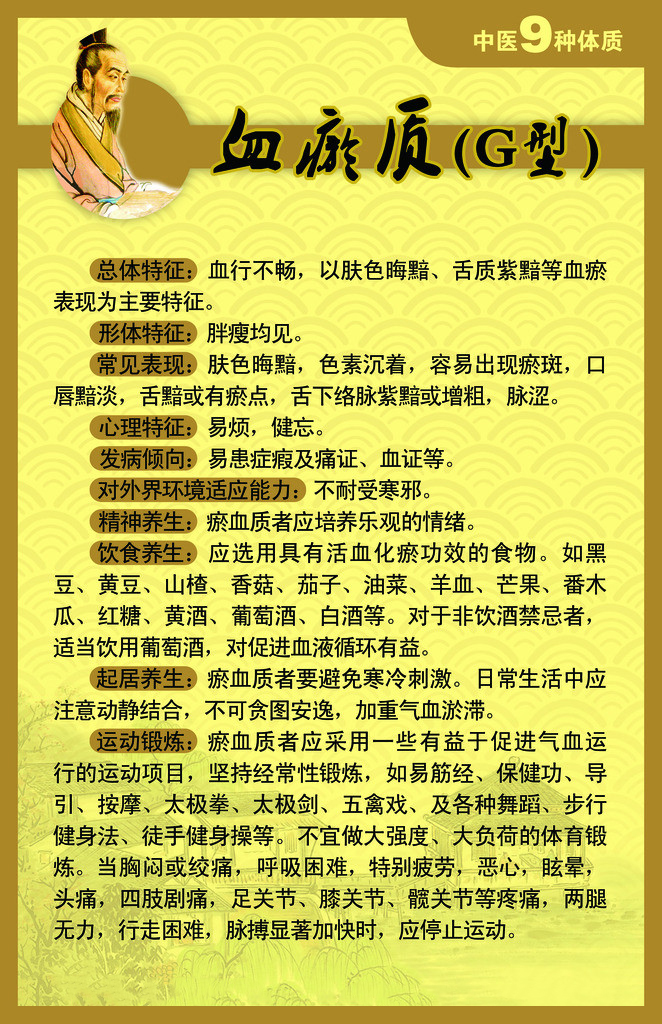 中医9种体质
血瘀质(G型)
总体特征：血行不畅，以肤色晦黯、舌质紫黯等血瘀
表现为主要特征。
形体特征：胖瘦均见。
常见表现：肤色晦黯，色素沉着，容易出现瘀斑，口
唇黯淡，舌黯或有瘀点，舌下络脉紫黯或增粗，脉涩。
心理特征：易烦，健忘。
发病倾向：易患症瘕及痛证、血证等。
对外界环境适应能力：不耐受寒邪。
精神养生：瘀血质者应培养乐观的情绪。
饮食养生：应选用具有活血化瘀功效的食物。如黑
豆、黄豆、山楂、香菇、茄子、油菜、羊血、芒果、番木
瓜、红糖、黄酒、葡萄酒、白酒等。对于非饮酒禁忌者，
适当饮用葡萄酒，对促进血液循环有益。
起居养生：瘀血质者要避免寒冷刺激。日常生活中应
注意动静结合，不可贪图安逸，加重气血淤滞。
运动锻炼：瘀血质者应采用一些有益于促进气血运
行的运动项目，坚持经常性锻炼，如易筋经、保健功、导
引、按摩、太极拳、太极剑、五禽戏、及各种舞蹈、步行
健身法、徒手健身操等。不宜做大强度、大负荷的体育锻
炼。当胸闷或绞痛，呼吸困难，特别疲劳，恶心，眩晕，
头痛，四肢剧痛，足关节、膝关节、髋关节等疼痛，两腿
无力，行走困难，脉搏显著加快时，应停止运动。